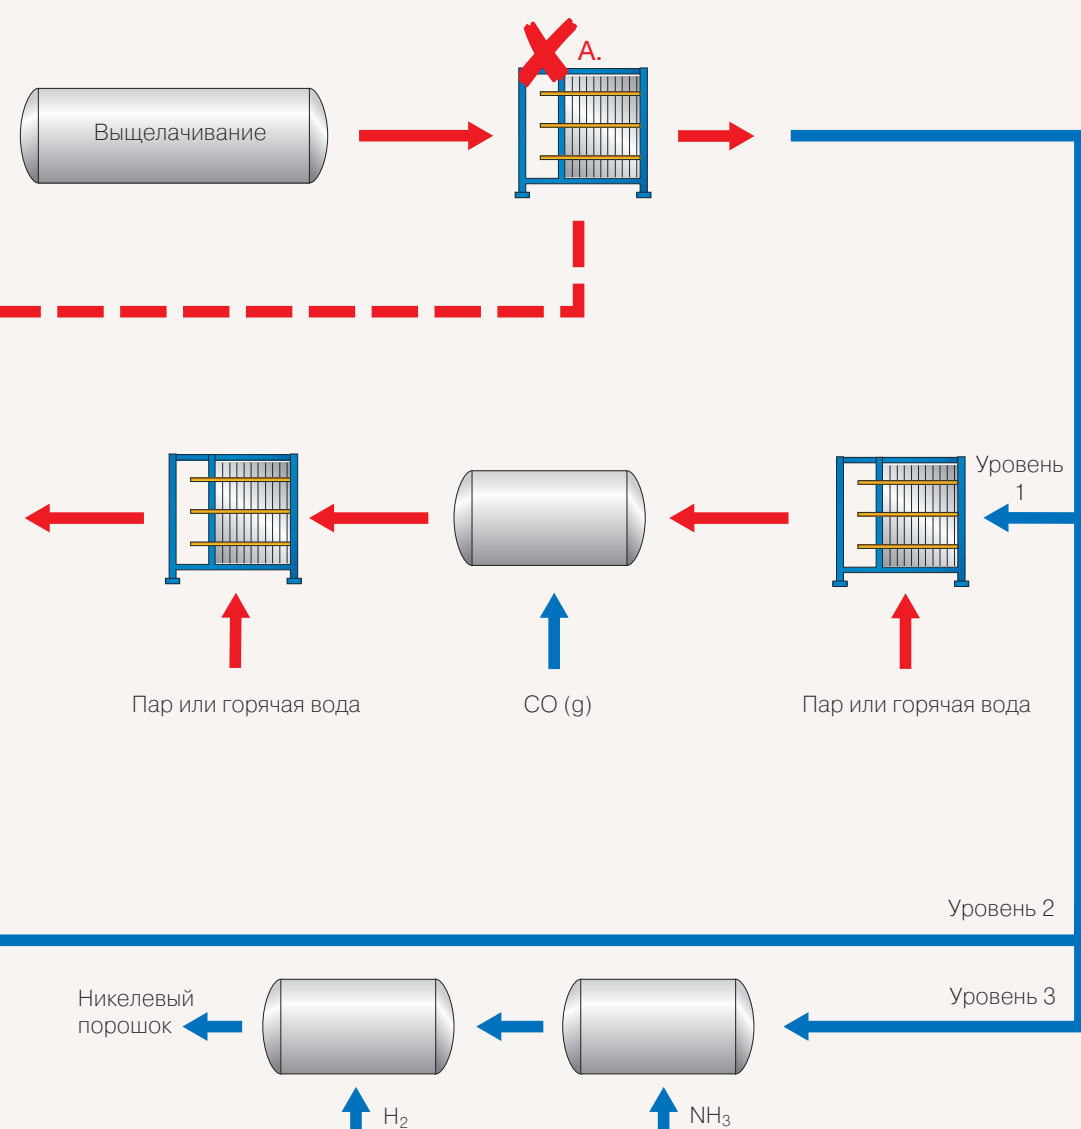 A.
Выщелачивание
Уровень
1
Пар или горячая вода
CO (g)
Пар или горячая вода
Уровень 2
Никелевый
порошок
Уровень 3
H₂
NH₃